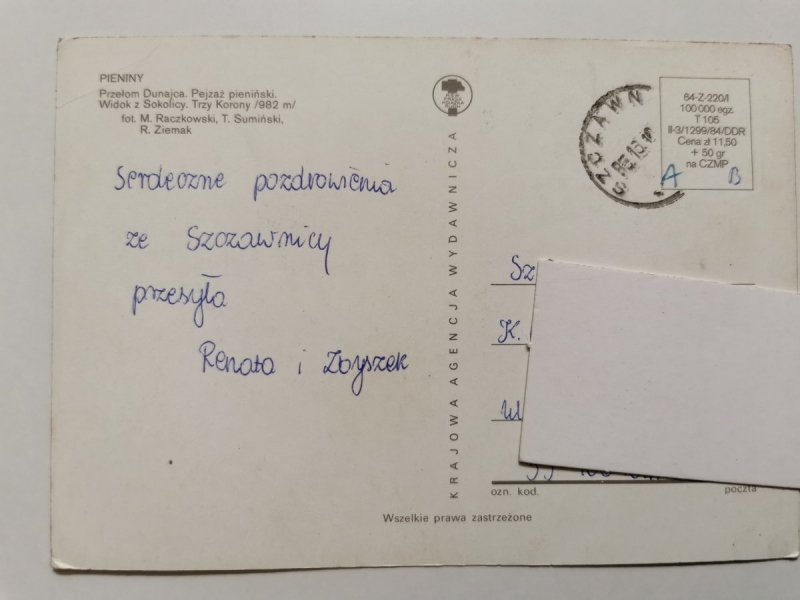 PIENINY
Przełom Dunajca. Pejzaż pieniński.
Widok z Sokolicy. Trzy Korony /982 m/
fot. M. Raczkowski, T. Sumiński,
R. Ziemak
Serdeczne pozdrowienia
ze Szczawnicy
przesyła
Renata i Zbyszek
KRAJOWA AGENCJA WYDAWNICZA
SZCZAWN
64-Z-220/I
100 000 egz.
T 105
II-3/1299/84/DDR
Cena zł 11,50
+ 50 gr
na CZMP
A B
Sz
K.
ozn. kod.
poczta
Wszelkie prawa zastrzeżone